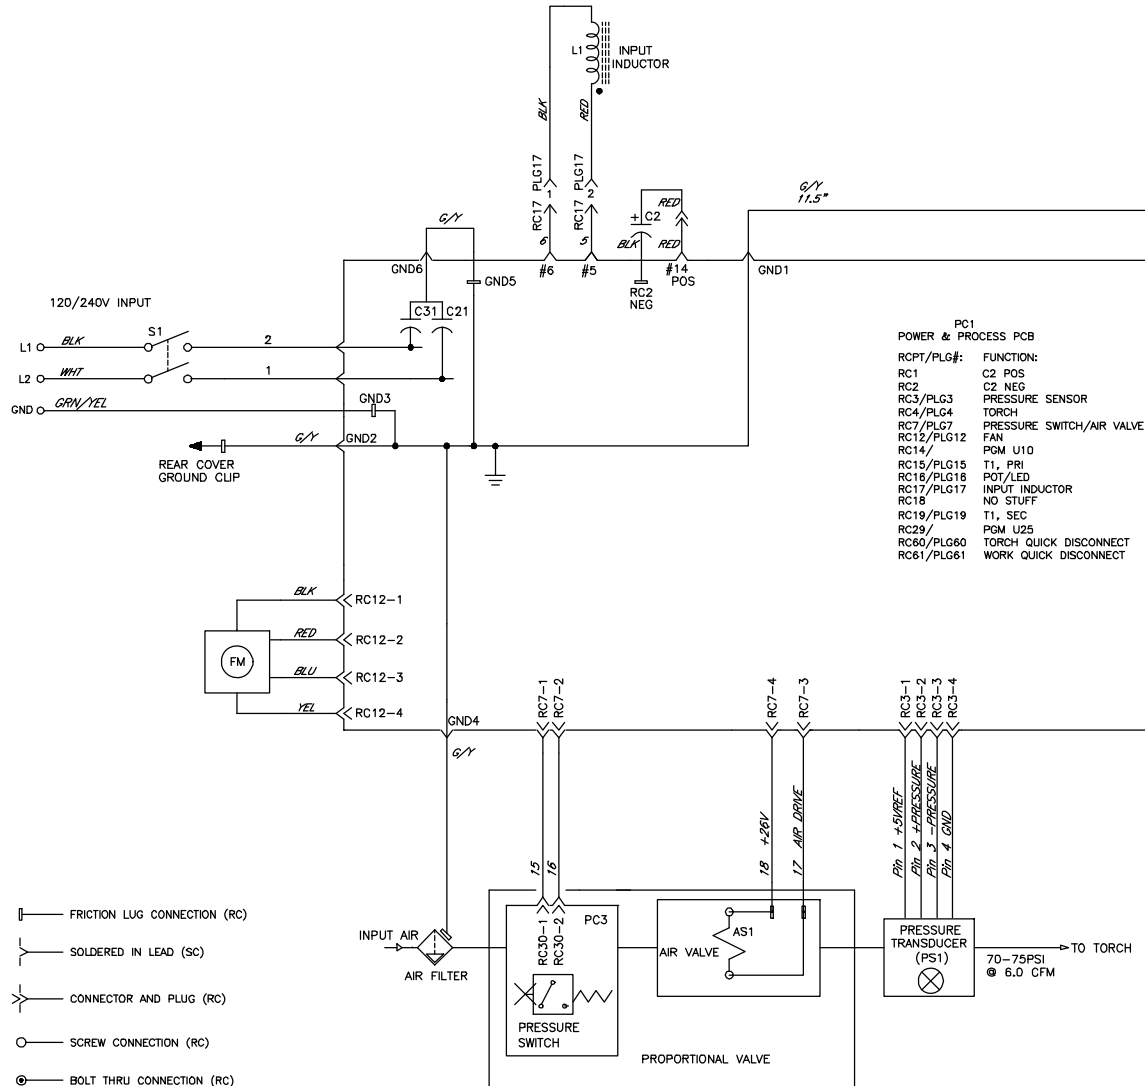 L1
INPUT
INDUCTOR
BLK
RED
PLG17
PLG17
1
2
RC17
RC17
6
5
#6
#5
RED
+ C2
BLK
RED
RC2
NEG
#14
POS
G/Y
11.5"
GND1
G/Y
GND6
GND5
C31
C21
120/240V INPUT
S1
L1
BLK
2
L2
WHT
1
GND
GRN/YEL
GND3
G/Y
GND2
REAR COVER
GROUND CLIP
PC1
POWER & PROCESS PCB
RCPT/PLG#: FUNCTION:
RC1 C2 POS
RC2 C2 NEG
RC3/PLG3 PRESSURE SENSOR
RC4/PLG4 TORCH
RC7/PLG7 PRESSURE SWITCH/AIR VALVE
RC12/PLG12 FAN
RC14/ PGM U10
RC15/PLG15 T1, PRI
RC16/PLG16 POT/LED
RC17/PLG17 INPUT INDUCTOR
RC18 NO STUFF
RC19/PLG19 T1, SEC
RC29/ PGM U25
RC60/PLG60 TORCH QUICK DISCONNECT
RC61/PLG61 WORK QUICK DISCONNECT
BLK
RC12-1
RED
RC12-2
FM
BLU
RC12-3
YEL
RC12-4
GND4
G/Y
RC7-1
RC7-2
RC7-4
RC7-3
RC3-1
RC3-2
RC3-3
RC3-4
15
16
18 +26V
17 AIR DRIVE
Pin 1 +5VREF
Pin 2 +PRESSURE
Pin 3 -PRESSURE
Pin 4 GND
FRICTION LUG CONNECTION (RC)
SOLDERED IN LEAD (SC)
CONNECTOR AND PLUG (RC)
SCREW CONNECTION (RC)
BOLT THRU CONNECTION (RC)
INPUT AIR
AIR FILTER
RC30-1
RC30-2
PC3
PRESSURE
SWITCH
AIR VALVE
AS1
PROPORTIONAL VALVE
PRESSURE
TRANSDUCER
(PS1)
TO TORCH
70-75PSI
@ 6.0 CFM